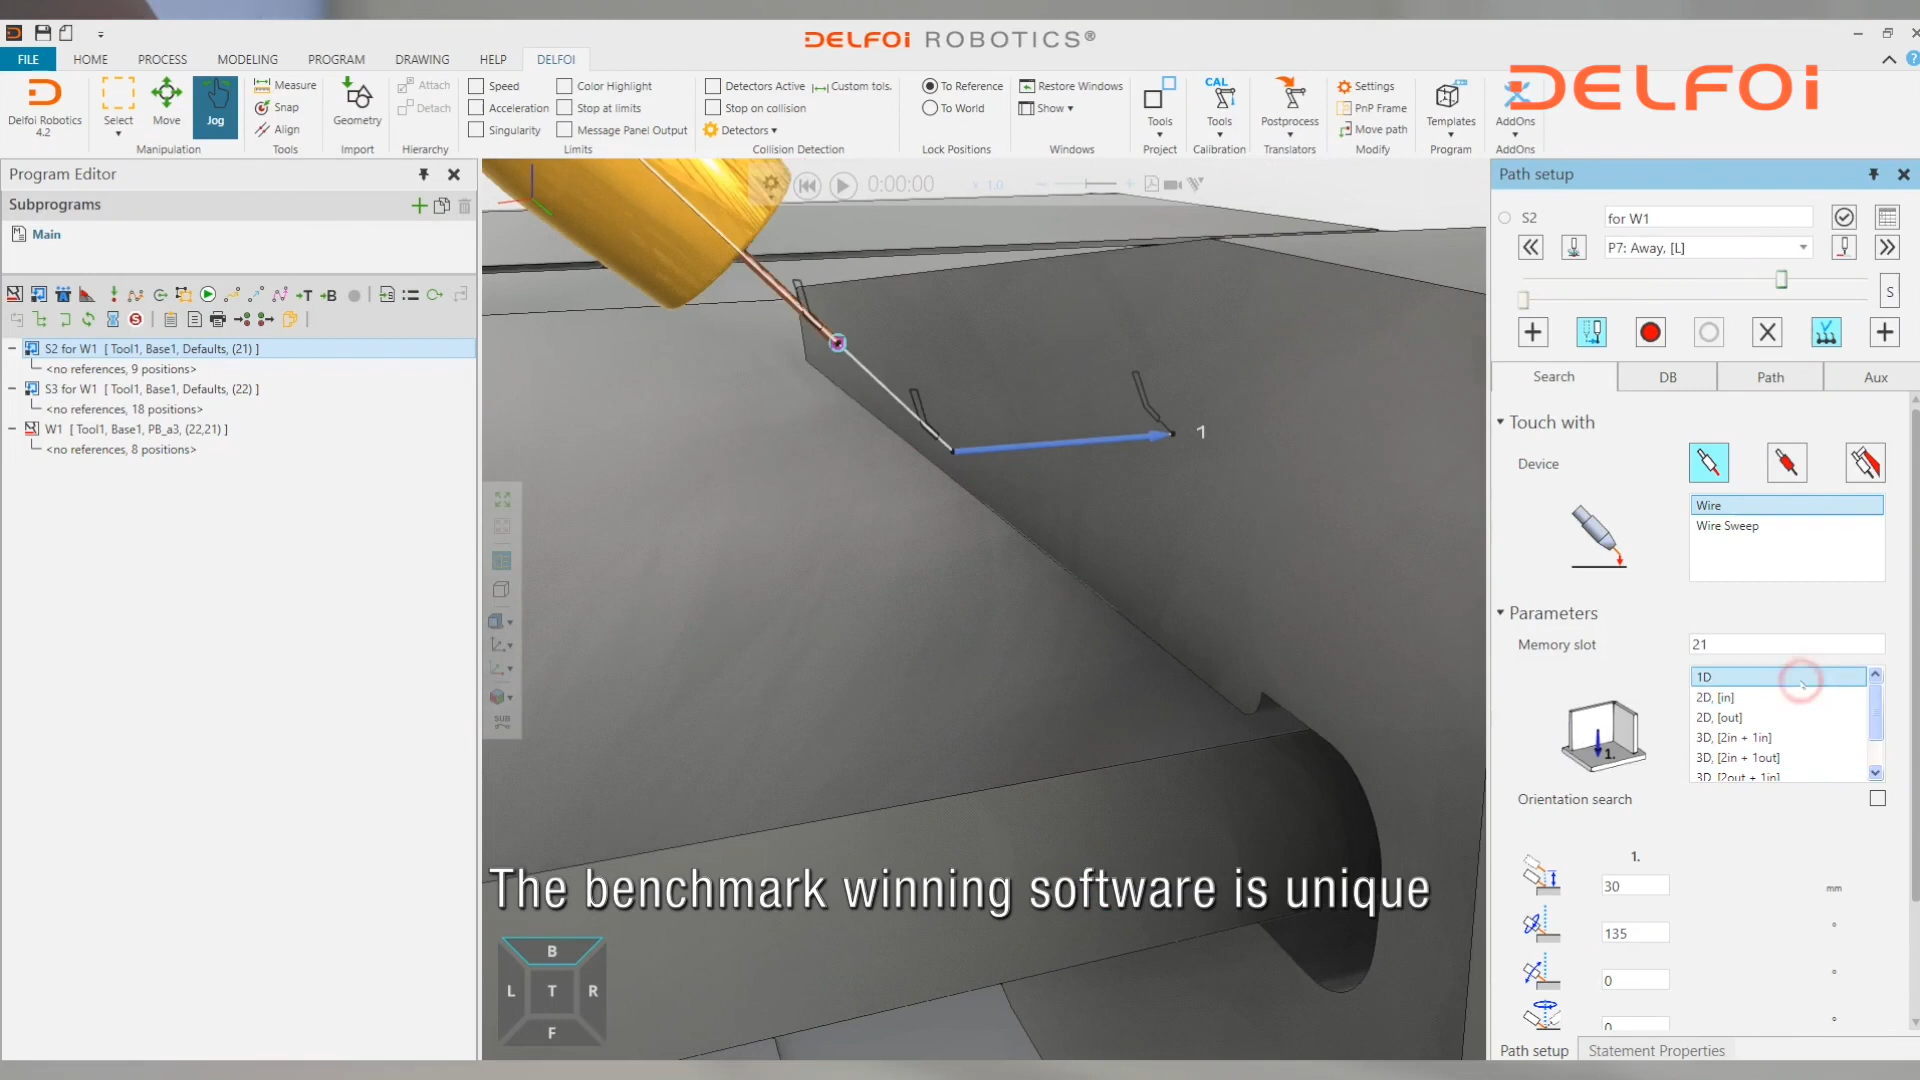 DELFOi ROBOTICS®
FILE HOME PROCESS MODELING PROGRAM DRAWING HELP DELFOI
DELFOi
Delfoi Robotics 4.2
Select Move Jog
Manipulation
Measure
Snap
Align
Tools
Geometry
Import
Attach
Detach
Hierarchy
Speed
Acceleration
Singularity
Color Highlight
Stop at limits
Message Panel Output
Limits
Detectors Active
Custom tols.
Stop on collision
Detectors
Collision Detection
To Reference
To World
Lock Positions
Restore Windows
Show
Windows
Tools
Project
CAL
Tools
Calibration
Postprocess
Translators
Settings
PnP Frame
Move path
Modify
Templates
Program
AddOns
AddOns
Program Editor
Subprograms
Main
S2 for W1 [ Tool1, Base1, Defaults, (21) ]
<no references, 9 positions>
S3 for W1 [ Tool1, Base1, Defaults, (22) ]
<no references, 18 positions>
W1 [ Tool1, Base1, PB_a3, (22,21) ]
<no references, 8 positions>
0:00:00
x 1.0
1
SUB
The benchmark winning software is unique
B
L T R
F
Path setup
S2 for W1
P7: Away, [L]
S
Search DB Path Aux
Touch with
Device
Wire
Wire Sweep
Parameters
Memory slot 21
1D
2D, [in]
2D, [out]
3D, [2in + 1in]
3D, [2in + 1out]
3D, [2out + 1in]
1.
Orientation search
1.
30 mm
135 °
0 °
0 °
Path setup Statement Properties